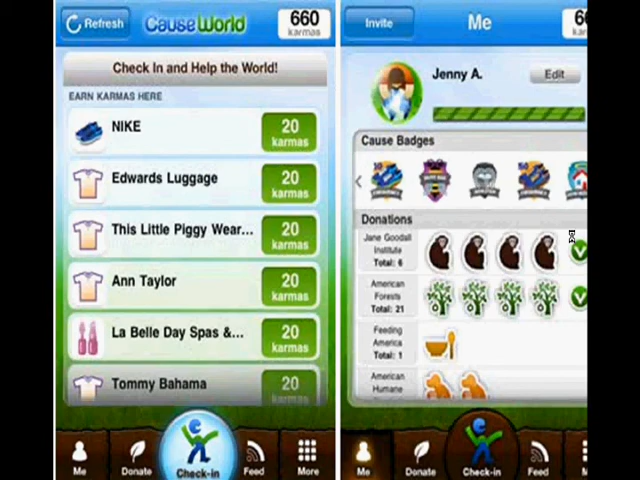 Refresh
CauseWorld
660
karmas
Check In and Help the World!
EARN KARMAS HERE
NIKE
20
karmas
Edwards Luggage
20
karmas
This Little Piggy Wear...
20
karmas
Ann Taylor
20
karmas
La Belle Day Spas &...
20
karmas
Tommy Bahama
20
Me
Donate
Check-in
Feed
More
Invite
Me
karmas
Jenny A.
Edit
Cause Badges
Donations
Jane Goodall
Institute
Total: 6
American
Forests
Total: 21
Feeding
America
Total: 1
American
Humane
Me
Donate
Check-in
Feed